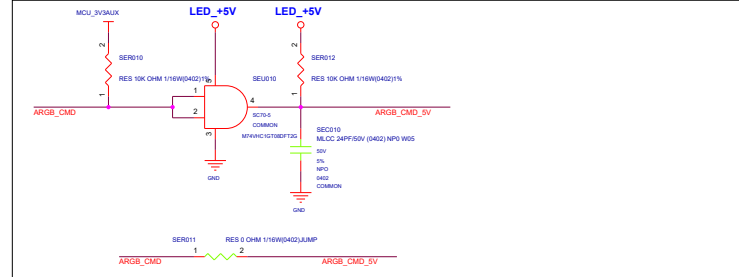 MCU_3V3AUX
LED_+5V
LED_+5V
2
SER010
RES 10K OHM 1/16W(0402)1%
1
ARGB_CMD
5
1
2
4
3
SEU010
SC70-5
COMMON
M74VHC1GT08DFT2G
GND
2
SER012
RES 10K OHM 1/16W(0402)1%
1
ARGB_CMD_5V
SEC010
MLCC 24PF/50V (0402) NP0 W05
50V
5%
NPO
0402
COMMON
GND
SER011 RES 0 OHM 1/16W(0402)JUMP
1 2
ARGB_CMD ARGB_CMD_5V